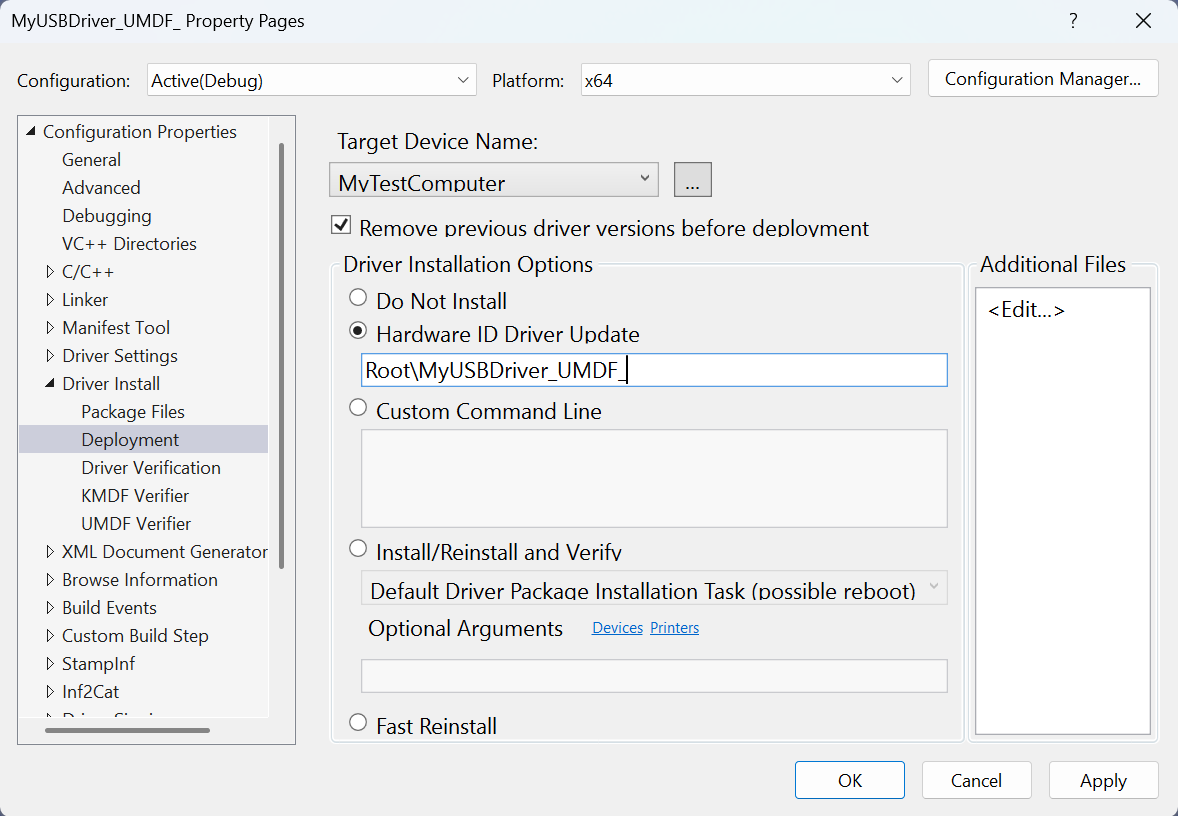 MyUSBDriver_UMDF_ Property Pages
?
Configuration: Active(Debug) Platform: x64 Configuration Manager...
Configuration Properties
General
Advanced
Debugging
VC++ Directories
C/C++
Linker
Manifest Tool
Driver Settings
Driver Install
Package Files
Deployment
Driver Verification
KMDF Verifier
UMDF Verifier
XML Document Generator
Browse Information
Build Events
Custom Build Step
StampInf
Inf2Cat
Target Device Name:
MyTestComputer ...
Remove previous driver versions before deployment
Driver Installation Options
Do Not Install
Hardware ID Driver Update
Root\MyUSBDriver_UMDF_
Custom Command Line
Install/Reinstall and Verify
Default Driver Package Installation Task (possible reboot)
Optional Arguments Devices Printers
Fast Reinstall
Additional Files
<Edit...>
OK Cancel Apply